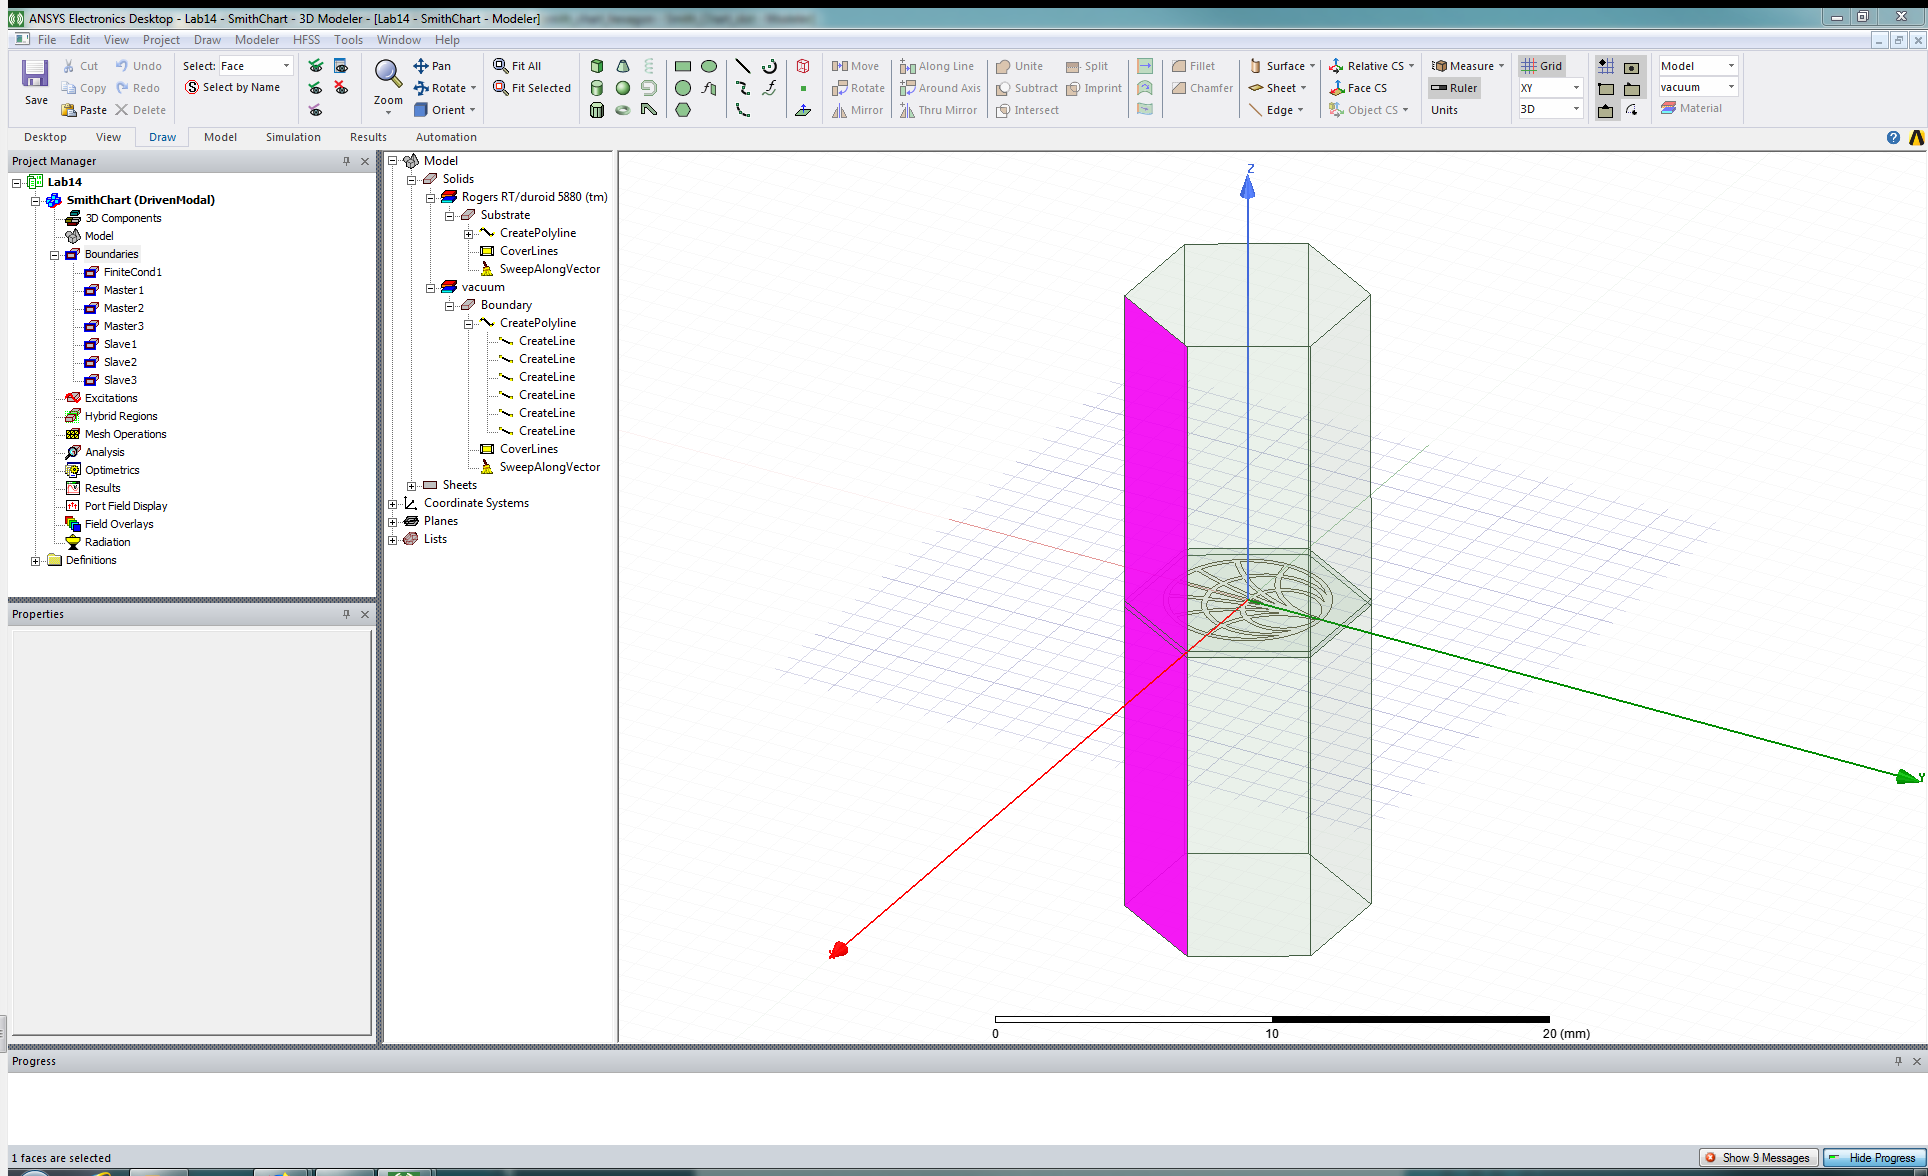 ANSYS Electronics Desktop - Lab14 - SmithChart - 3D Modeler - [Lab14 - SmithChart - Modeler]
File Edit View Project Draw Modeler HFSS Tools Window Help
Save
Cut
Undo
Copy
Redo
Paste
Delete
Select: Face
Select by Name
Zoom
Pan
Rotate
Orient
Fit All
Fit Selected
Move
Rotate
Mirror
Along Line
Around Axis
Thru Mirror
Unite
Subtract
Intersect
Split
Imprint
Fillet
Chamfer
Surface
Sheet
Edge
Relative CS
Face CS
Object CS
Measure
Ruler
Units
Grid
XY
3D
Model
vacuum
Material
Desktop View Draw Model Simulation Results Automation
Project Manager
Lab14
SmithChart (DrivenModal)
3D Components
Model
Boundaries
FiniteCond1
Master1
Master2
Master3
Slave1
Slave2
Slave3
Excitations
Hybrid Regions
Mesh Operations
Analysis
Optimetrics
Results
Port Field Display
Field Overlays
Radiation
Definitions
Properties
Model
Solids
Rogers RT/duroid 5880 (tm)
Substrate
CreatePolyline
CoverLines
SweepAlongVector
vacuum
Boundary
CreatePolyline
CreateLine
CreateLine
CreateLine
CreateLine
CreateLine
CreateLine
CoverLines
SweepAlongVector
Sheets
Coordinate Systems
Planes
Lists
Z
Y
0 10 20 (mm)
Progress
1 faces are selected
Show 9 Messages
Hide Progress